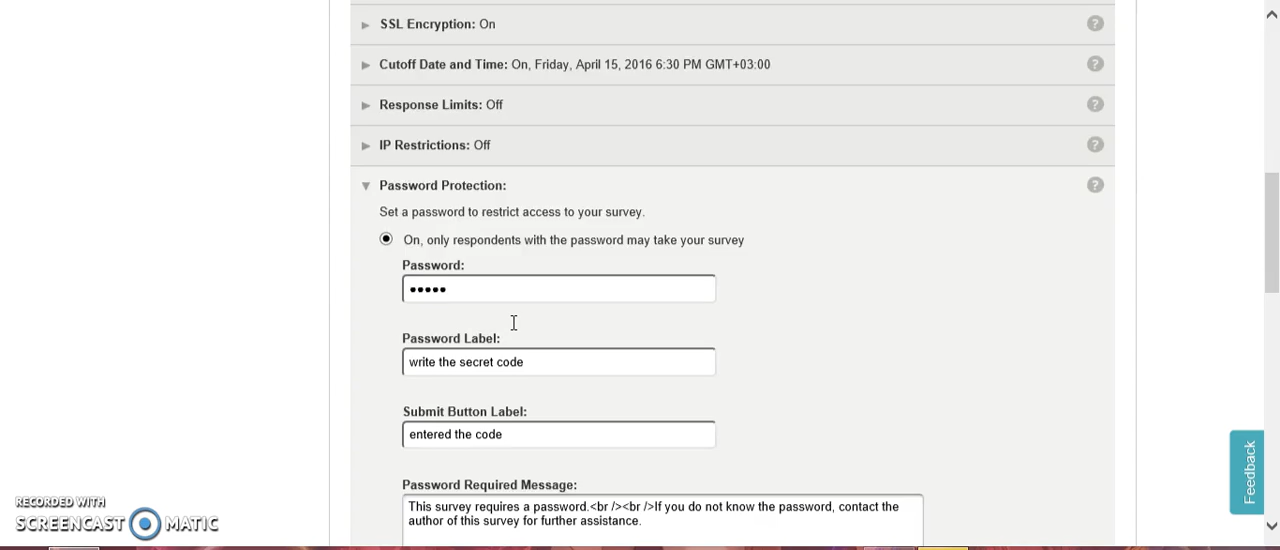 SSL Encryption: On
Cutoff Date and Time: On, Friday, April 15, 2016 6:30 PM GMT+03:00
Response Limits: Off
IP Restrictions: Off
Password Protection:
Set a password to restrict access to your survey.
On, only respondents with the password may take your survey
Password:
•••••
Password Label:
write the secret code
Submit Button Label:
entered the code
Password Required Message:
This survey requires a password.<br /><br />If you do not know the password, contact the
author of this survey for further assistance.
Feedback
RECORDED WITH
SCREENCAST MATIC